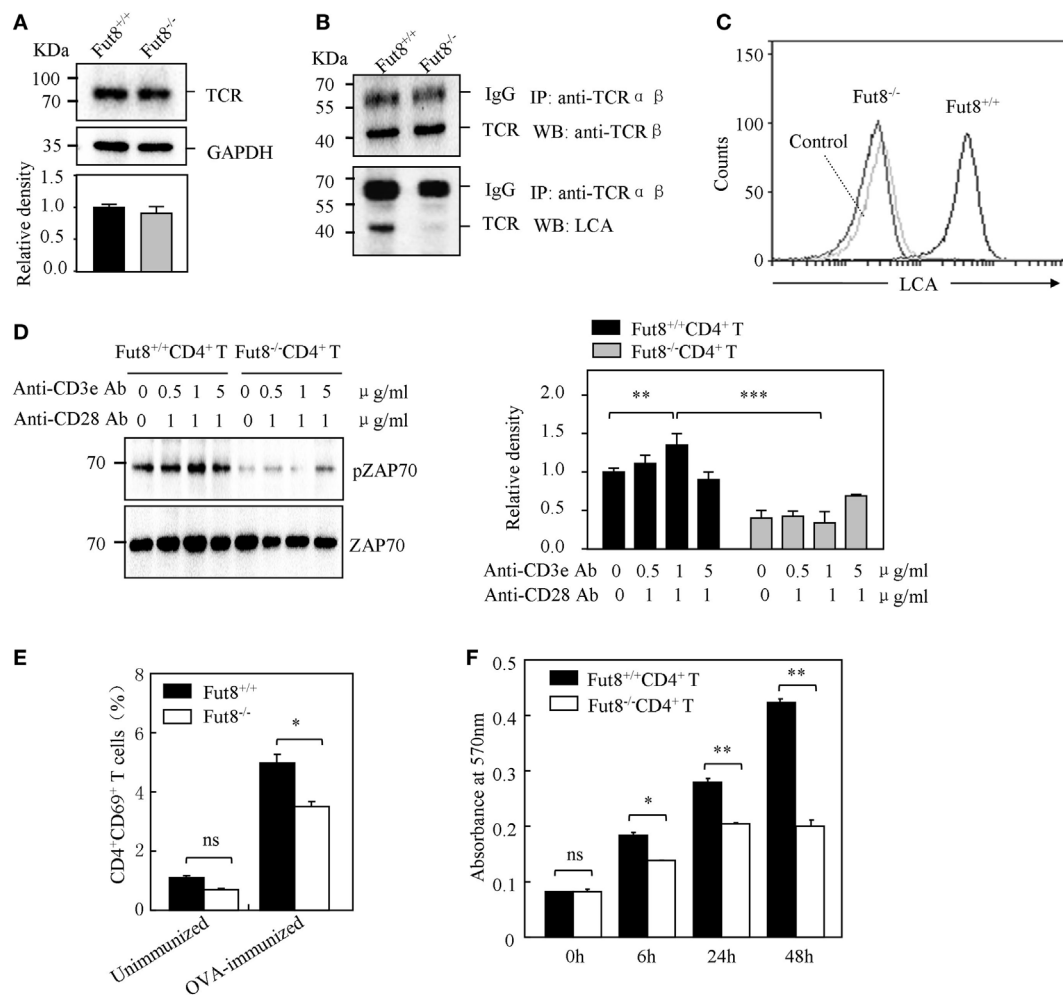 A
KDa
Fut8+/+
Fut8-/-
100
70
TCR
35
GAPDH
Relative density
1.5
1.0
0.5
0.0
B
KDa
Fut8+/+
Fut8-/-
70
55
40
IgG IP: anti-TCRα β
TCR WB: anti-TCRβ
70
55
40
IgG IP: anti-TCRα β
TCR WB: LCA
C
150
100
50
0
Counts
Fut8-/-
Fut8+/+
Control
LCA
D
Fut8+/+CD4+ T Fut8-/-CD4+ T
Anti-CD3e Ab 0 0.5 1 5 0 0.5 1 5 μ g/ml
Anti-CD28 Ab 0 1 1 1 0 1 1 1 μ g/ml
70
pZAP70
70
ZAP70
Fut8+/+CD4+ T
Fut8-/-CD4+ T
Relative density
2.0
1.5
1.0
0.5
0.0
** ***
Anti-CD3e Ab 0 0.5 1 5 0 0.5 1 5 μ g/ml
Anti-CD28 Ab 0 1 1 1 0 1 1 1 μ g/ml
E
CD4+CD69+ T cells (%)
8
6
4
2
0
Fut8+/+
Fut8-/-
*
ns
Unimmunized
OVA-immunized
F
Absorbance at 570nm
0.4
0.3
0.2
0.1
0
Fut8+/+CD4+ T
Fut8-/-CD4+ T
ns
*
**
**
0h 6h 24h 48h